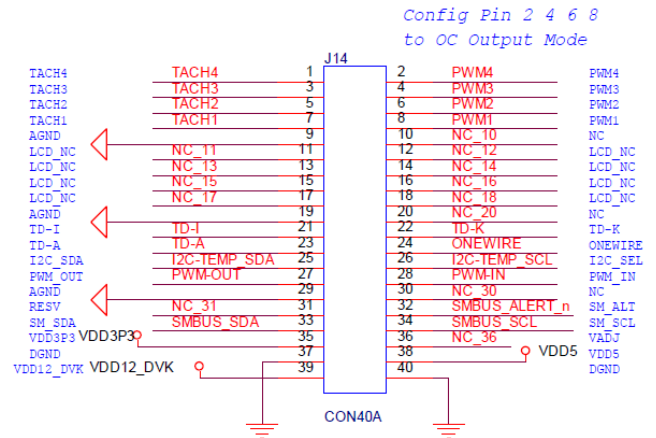 Config Pin 2 4 6 8
to OC Output Mode
J14
TACH4 TACH4 1 2 PWM4 PWM4
TACH3 TACH3 3 4 PWM3 PWM3
TACH2 TACH2 5 6 PWM2 PWM2
TACH1 TACH1 7 8 PWM1 PWM1
AGND 9 10 NC_10 NC
LCD_NC NC_11 11 12 NC_12 LCD_NC
LCD_NC NC_13 13 14 NC_14 LCD_NC
LCD_NC NC_15 15 16 NC_16 LCD_NC
LCD_NC NC_17 17 18 NC_18 LCD_NC
AGND 19 20 NC_20 NC
TD-I TD-I 21 22 TD-K TD-K
TD-A TD-A 23 24 ONEWIRE ONEWIRE
I2C_SDA I2C-TEMP_SDA 25 26 I2C-TEMP_SCL I2C_SEL
PWM_OUT PWM-OUT 27 28 PWM-IN PWM_IN
AGND 29 30 NC_30 NC
RESV NC_31 31 32 SMBUS_ALERT_n SM_ALT
SM_SDA SMBUS_SDA 33 34 SMBUS_SCL SM_SCL
VDD3P3 VDD3P3 35 36 NC_36 VADJ
DGND 37 38 VDD5 VDD5
VDD12_DVK VDD12_DVK 39 40 DGND
CON40A